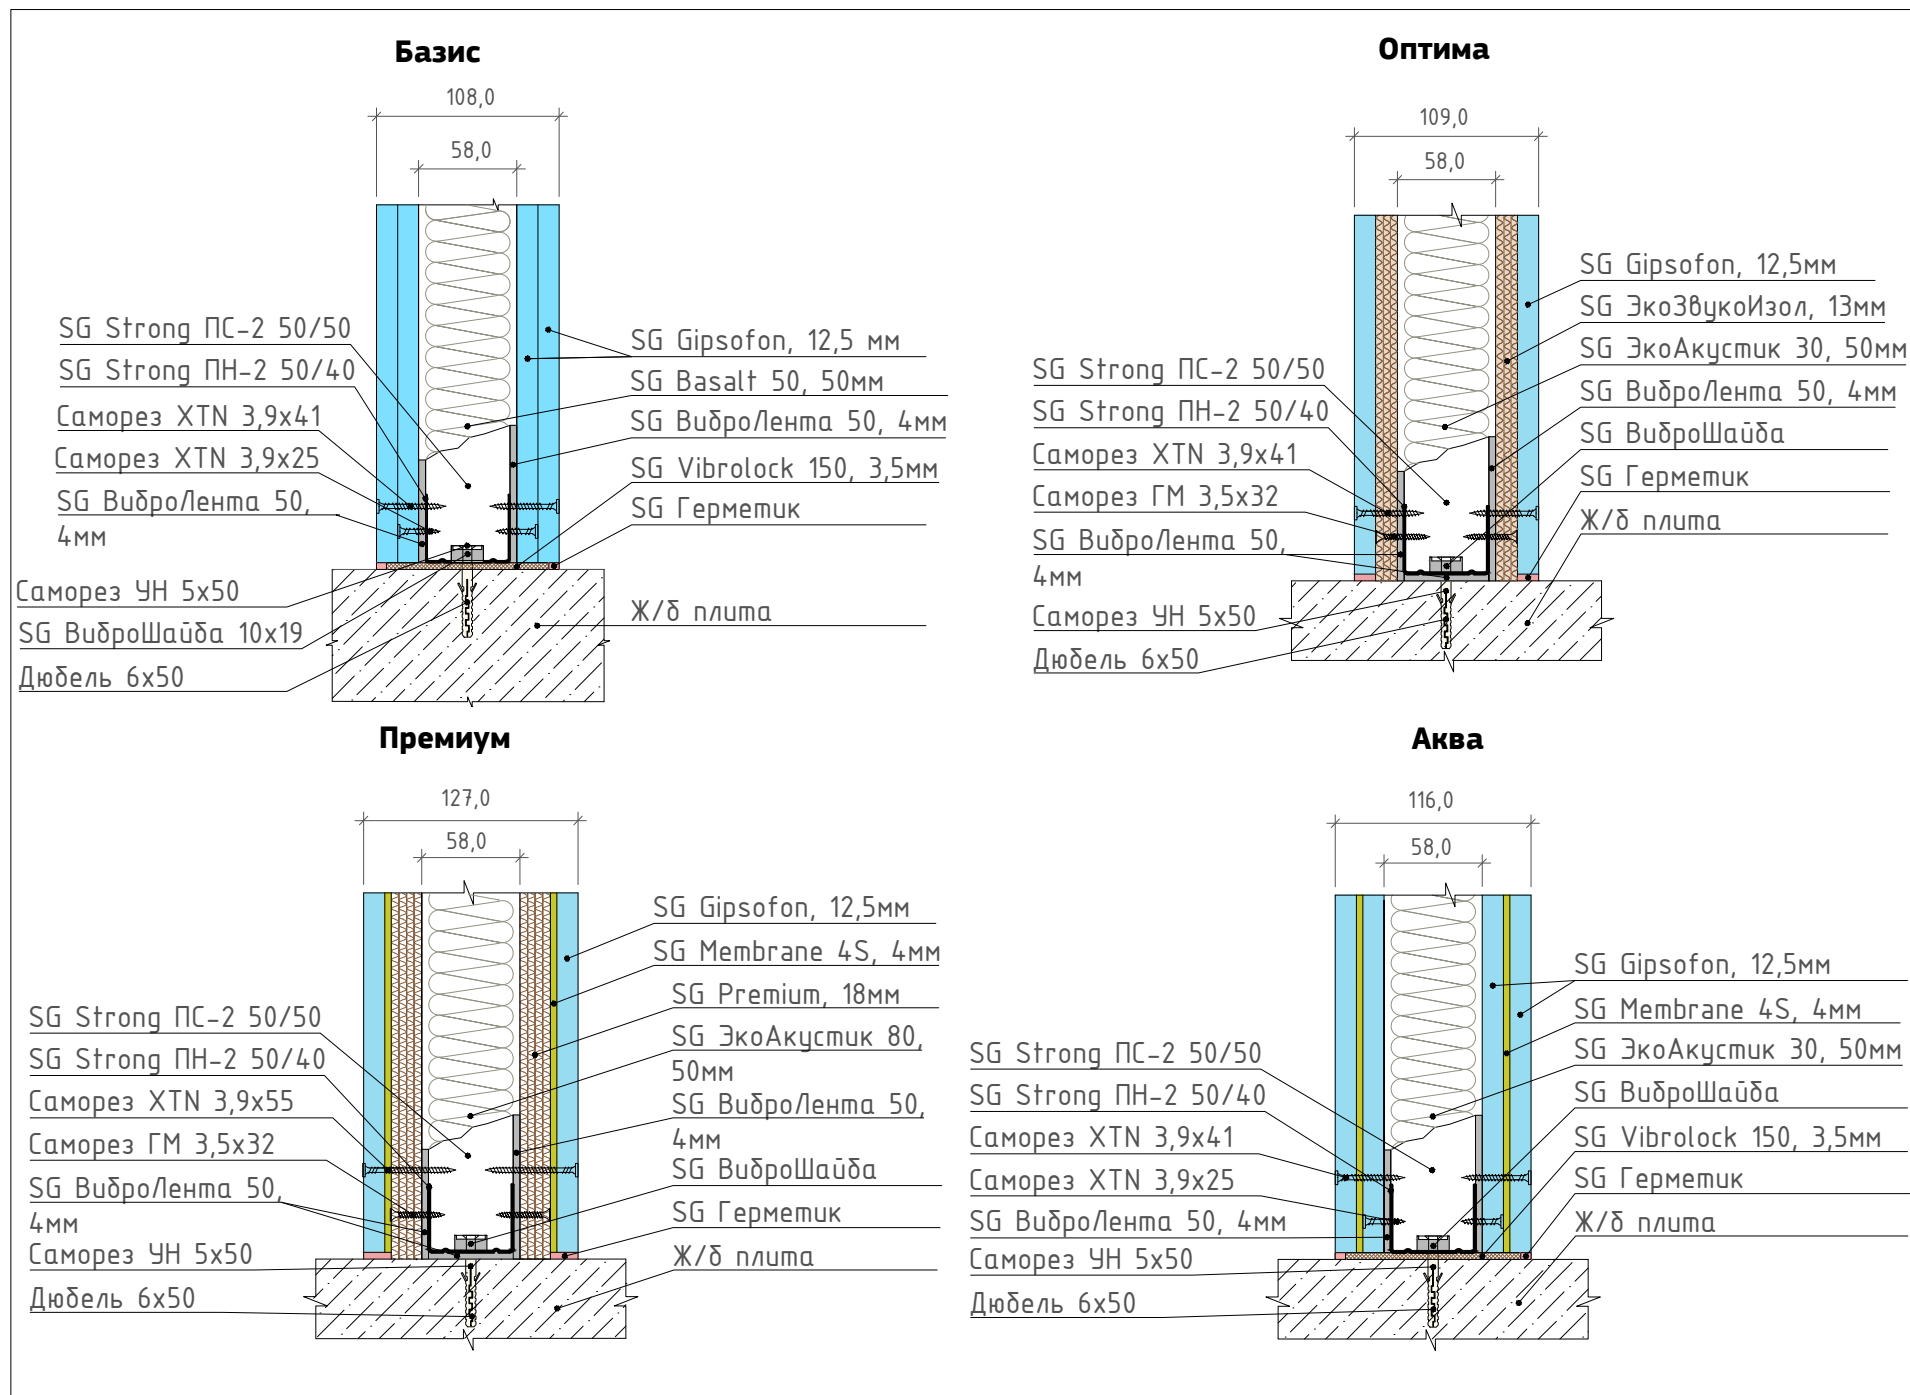 Базис
108,0
58,0
SG Strong ПС-2 50/50
SG Strong ПН-2 50/40
Саморез XTN 3,9x41
Саморез XTN 3,9x25
SG ВиброЛента 50,
4мм
Саморез УН 5x50
SG ВиброШайба 10x19
Дюбель 6x50
SG Gipsofon, 12,5 мм
SG Basalt 50, 50мм
SG ВиброЛента 50, 4мм
SG Vibrolock 150, 3,5мм
SG Герметик
Ж/б плита
Оптима
109,0
58,0
SG Strong ПС-2 50/50
SG Strong ПН-2 50/40
Саморез XTN 3,9x41
Саморез ГМ 3,5x32
SG ВиброЛента 50,
4мм
Саморез УН 5x50
Дюбель 6x50
SG Gipsofon, 12,5мм
SG ЭкоЗвукоИзол, 13мм
SG ЭкоАкустик 30, 50мм
SG ВиброЛента 50, 4мм
SG ВиброШайба
SG Герметик
Ж/б плита
Премиум
127,0
58,0
SG Strong ПС-2 50/50
SG Strong ПН-2 50/40
Саморез XTN 3,9x55
Саморез ГМ 3,5x32
SG ВиброЛента 50,
4мм
Саморез УН 5x50
Дюбель 6x50
SG Gipsofon, 12,5мм
SG Membrane 4S, 4мм
SG Premium, 18мм
SG ЭкоАкустик 80,
50мм
SG ВиброЛента 50,
4мм
SG ВиброШайба
SG Герметик
Ж/б плита
Аква
116,0
58,0
SG Strong ПС-2 50/50
SG Strong ПН-2 50/40
Саморез XTN 3,9x41
Саморез XTN 3,9x25
SG ВиброЛента 50, 4мм
Саморез УН 5x50
Дюбель 6x50
SG Gipsofon, 12,5мм
SG Membrane 4S, 4мм
SG ЭкоАкустик 30, 50мм
SG ВиброШайба
SG Vibrolock 150, 3,5мм
SG Герметик
Ж/б плита